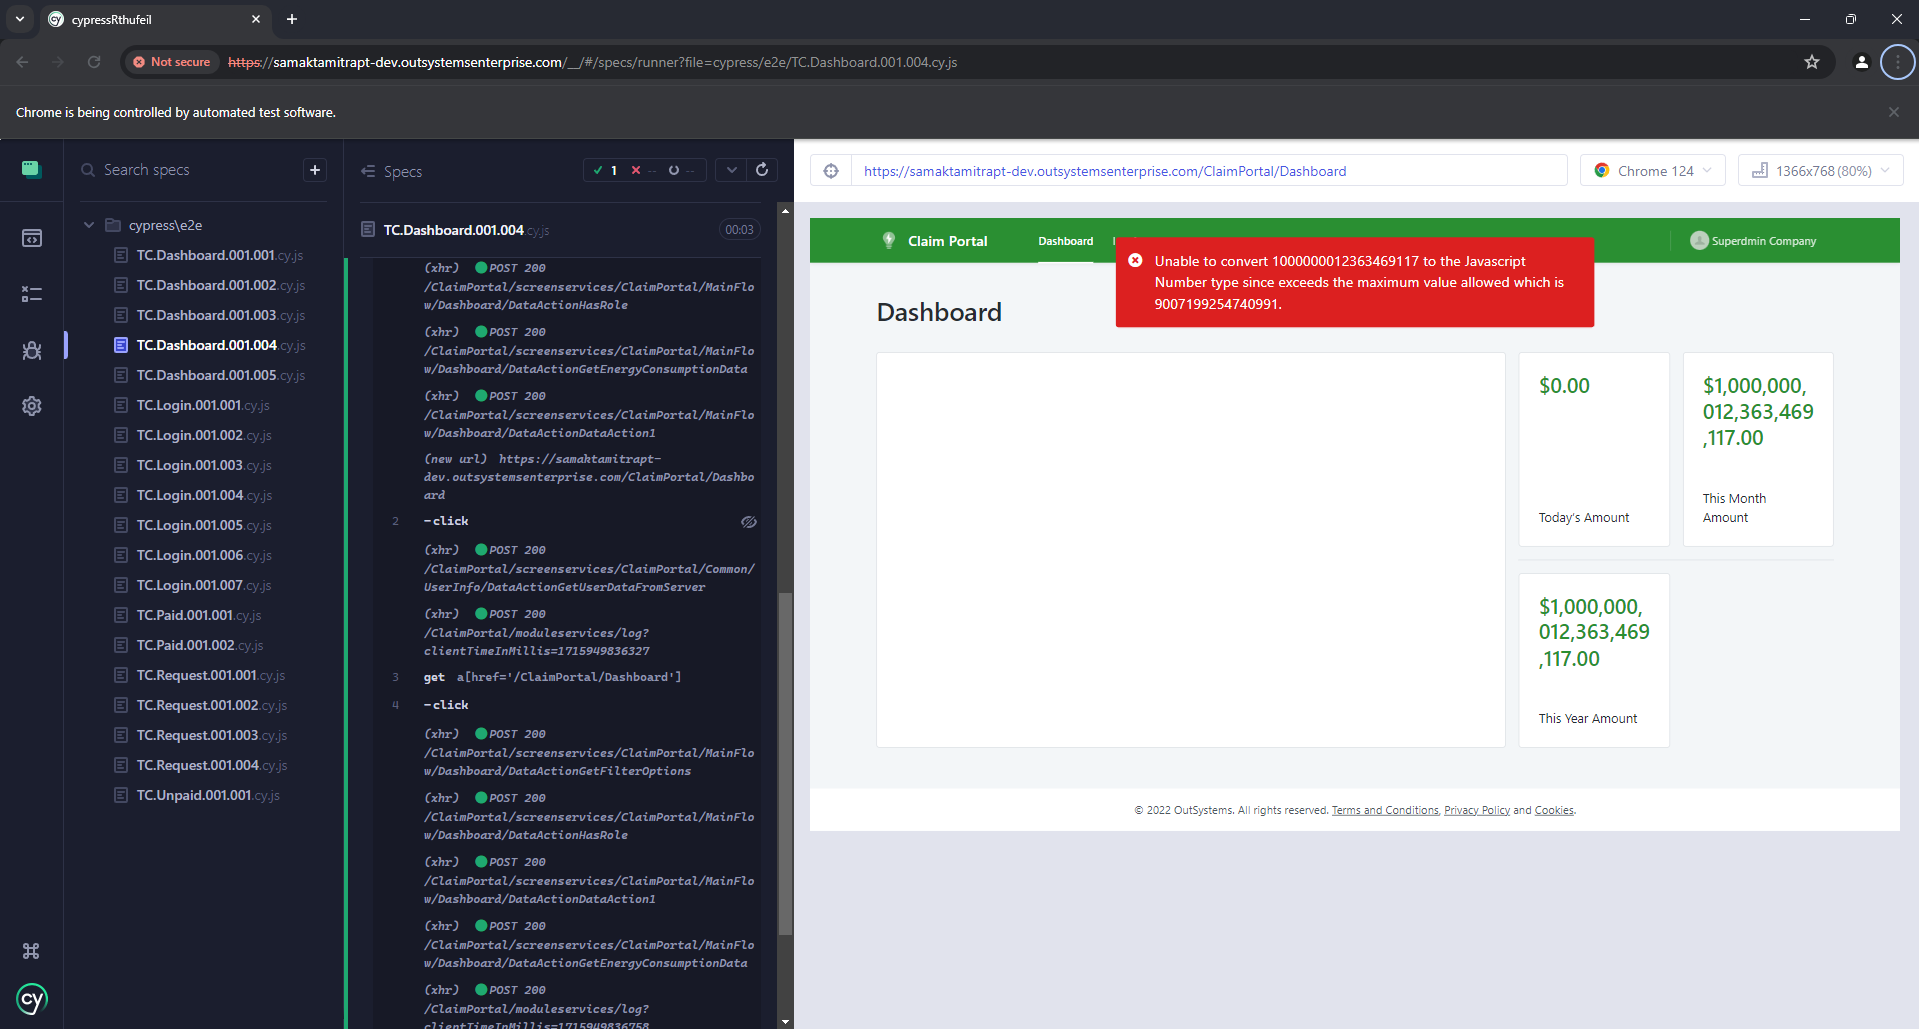 cypressRthufeil
Not secure
https://samaktamitrapt-dev.outsystemsenterprise.com/__/#/specs/runner?file=cypress/e2e/TC.Dashboard.001.004.cy.js
Chrome is being controlled by automated test software.
Search specs
cypress\e2e
TC.Dashboard.001.001.cy.js
TC.Dashboard.001.002.cy.js
TC.Dashboard.001.003.cy.js
TC.Dashboard.001.004.cy.js
TC.Dashboard.001.005.cy.js
TC.Login.001.001.cy.js
TC.Login.001.002.cy.js
TC.Login.001.003.cy.js
TC.Login.001.004.cy.js
TC.Login.001.005.cy.js
TC.Login.001.006.cy.js
TC.Login.001.007.cy.js
TC.Paid.001.001.cy.js
TC.Paid.001.002.cy.js
TC.Request.001.001.cy.js
TC.Request.001.002.cy.js
TC.Request.001.003.cy.js
TC.Request.001.004.cy.js
TC.Unpaid.001.001.cy.js
cy
Specs
1 -- --
TC.Dashboard.001.004.cy.js
00:03
(xhr) POST 200
/ClaimPortal/screenservices/ClaimPortal/MainFlo
w/Dashboard/DataActionHasRole
(xhr) POST 200
/ClaimPortal/screenservices/ClaimPortal/MainFlo
w/Dashboard/DataActionGetEnergyConsumptionData
(xhr) POST 200
/ClaimPortal/screenservices/ClaimPortal/MainFlo
w/Dashboard/DataActionDataAction1
(new url) https://samaktamitrapt-
dev.outsystemsenterprise.com/ClaimPortal/Dashbo
ard
2 -click
(xhr) POST 200
/ClaimPortal/screenservices/ClaimPortal/Common/
UserInfo/DataActionGetUserDataFromServer
(xhr) POST 200
/ClaimPortal/moduleservices/log?
clientTimeInMillis=1715949836327
3 get a[href='/ClaimPortal/Dashboard']
4 -click
(xhr) POST 200
/ClaimPortal/screenservices/ClaimPortal/MainFlo
w/Dashboard/DataActionGetFilterOptions
(xhr) POST 200
/ClaimPortal/screenservices/ClaimPortal/MainFlo
w/Dashboard/DataActionHasRole
(xhr) POST 200
/ClaimPortal/screenservices/ClaimPortal/MainFlo
w/Dashboard/DataActionDataAction1
(xhr) POST 200
/ClaimPortal/screenservices/ClaimPortal/MainFlo
w/Dashboard/DataActionGetEnergyConsumptionData
(xhr) POST 200
/ClaimPortal/moduleservices/log?
clientTimeInMillis=1715949836758
https://samaktamitrapt-dev.outsystemsenterprise.com/ClaimPortal/Dashboard
Chrome 124
1366x768 (80%)
Claim Portal
Dashboard
Superdmin Company
Unable to convert 1000000012363469117 to the Javascript
Number type since exceeds the maximum value allowed which is
9007199254740991.
Dashboard
$0.00
Today's Amount
$1,000,000,
012,363,469
,117.00
This Month
Amount
$1,000,000,
012,363,469
,117.00
This Year Amount
© 2022 OutSystems. All rights reserved. Terms and Conditions, Privacy Policy and Cookies.